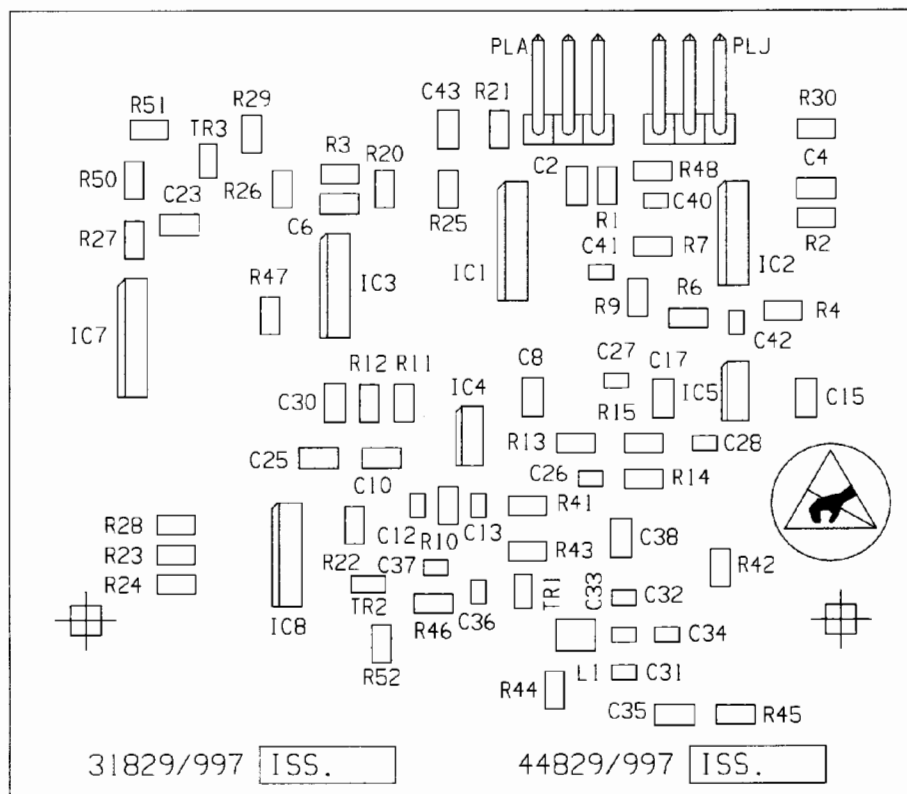 PLA PLJ
R51 R29 C43 R21 R30
TR3
R3 R20 C2 R48 C4
R50 C23 R26 C6 R25 R1 C40 R2
R27 IC3 IC1 C41 R7 IC2
IC7 R47 R9 R6 R4
C42
R12 R11 C8 C27 C17
C30 IC4 R15 IC5 C15
R13 C28
C25 C10 C26 R14
R28 C12 R10 C13 R41
R23 R22 C37 R43 C38 R42
R24 TR2 R46 C36 TR1 C33 C32
IC8 C34
R52 R44 L1 C31
C35 R45
31829/997 ISS. 44829/997 ISS.